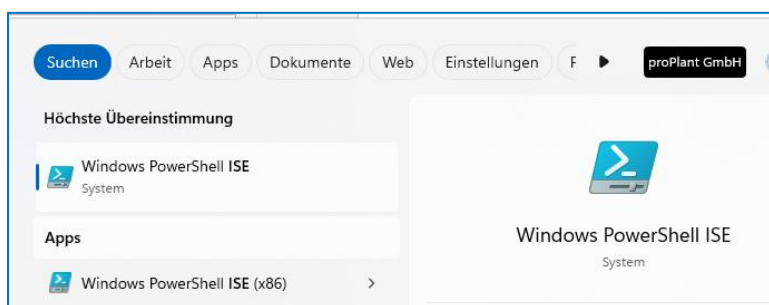 Suchen Arbeit Apps Dokumente Web Einstellungen F proPlant GmbH
Höchste Übereinstimmung
Windows PowerShell ISE
System
Apps
Windows PowerShell ISE (x86)
Windows PowerShell ISE
System